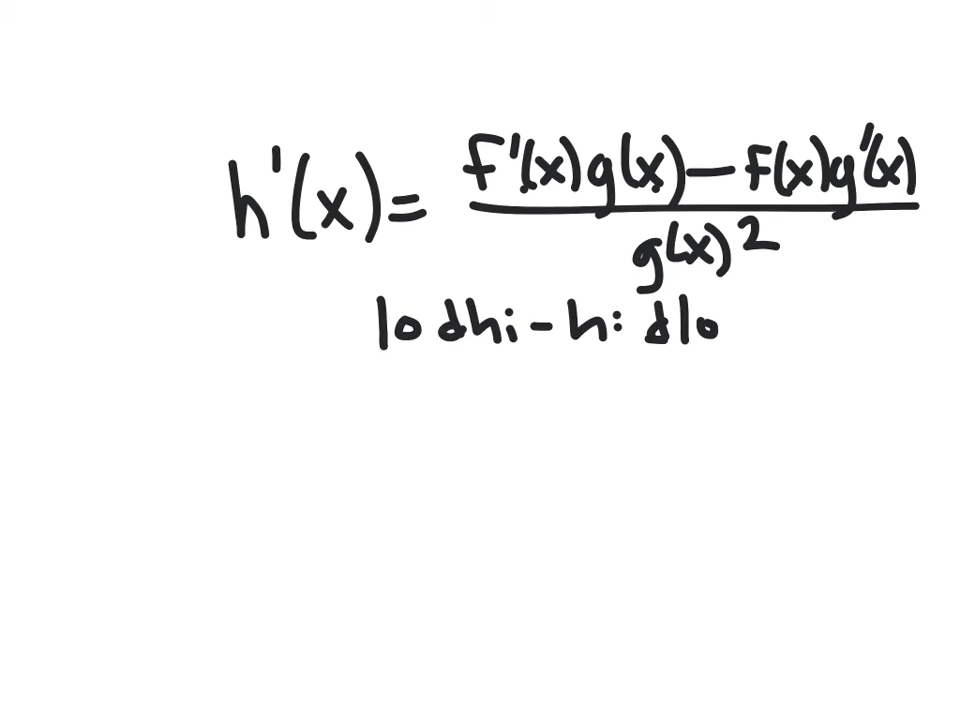 h'(x) = f'(x)g(x) – f(x)g'(x)
g(x)²
lo dhi – hi dlo